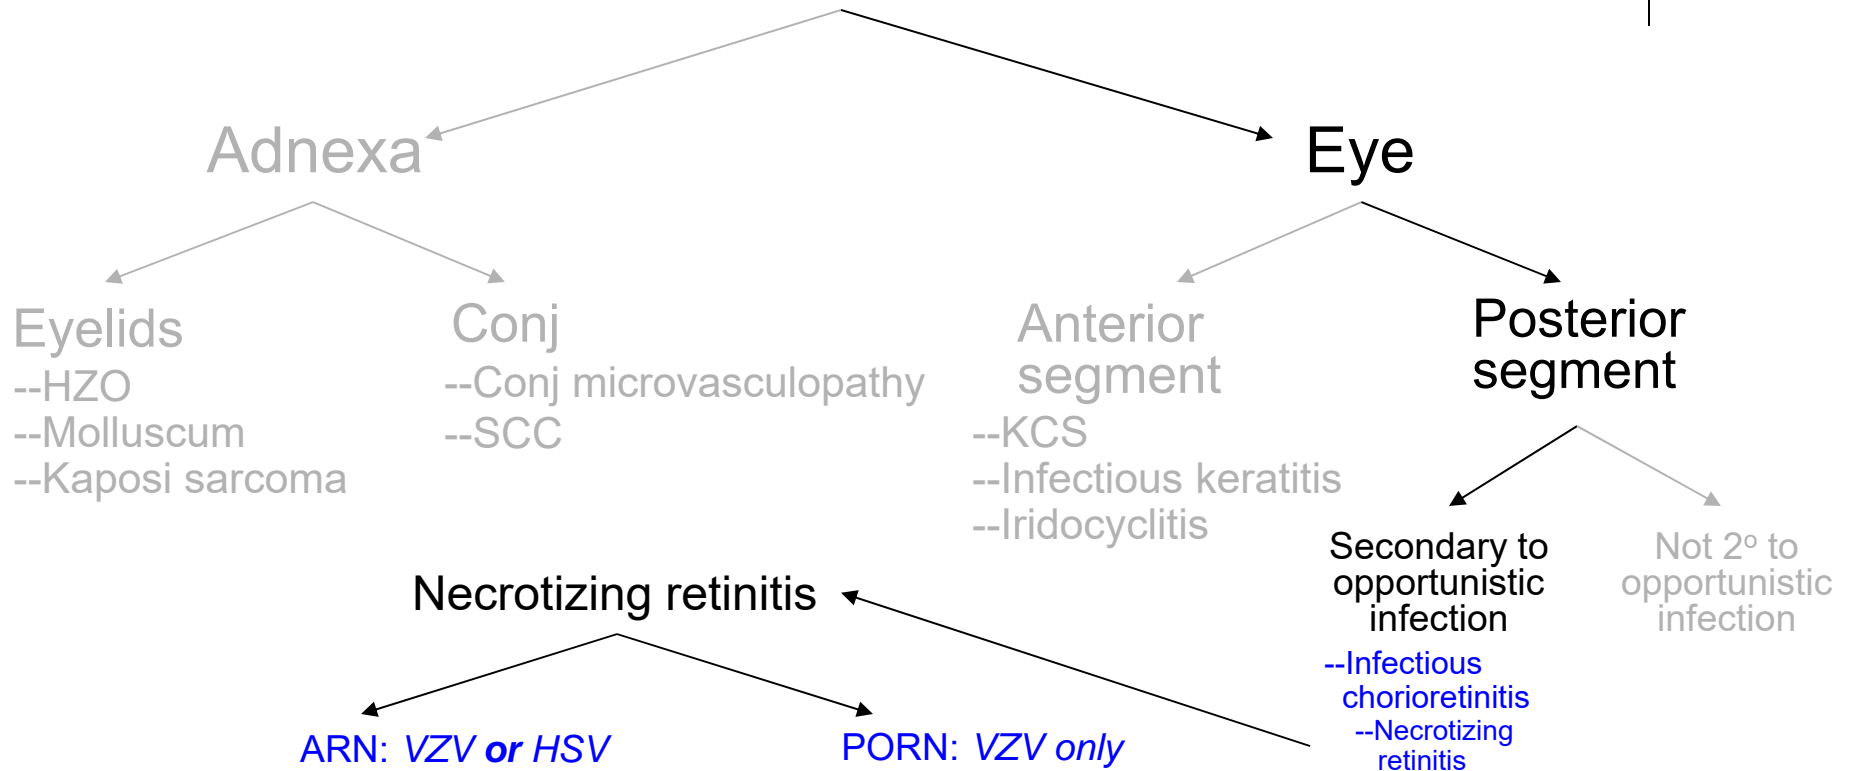 Adnexa
Eye
Eyelids
--HZO
--Molluscum
--Kaposi sarcoma
Conj
--Conj microvasculopathy
--SCC
Anterior
segment
--KCS
--Infectious keratitis
--Iridocyclitis
Posterior
segment
Secondary to
opportunistic
infection
--Infectious
chorioretinitis
--Necrotizing
retinitis
Not 2º to
opportunistic
infection
Necrotizing retinitis
ARN: VZV or HSV
PORN: VZV only